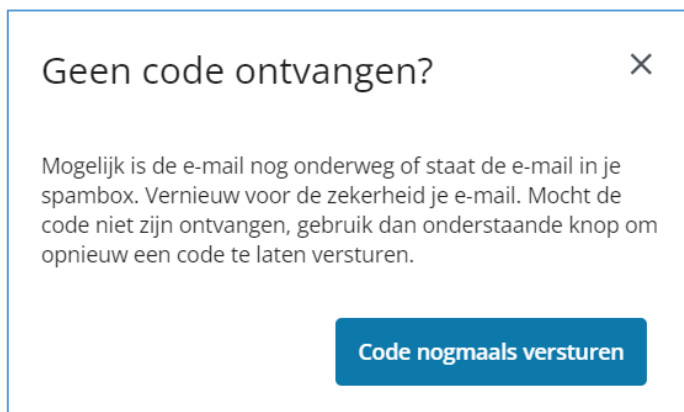 Geen code ontvangen?
Mogelijk is de e-mail nog onderweg of staat de e-mail in je
spambox. Vernieuw voor de zekerheid je e-mail. Mocht de
code niet zijn ontvangen, gebruik dan onderstaande knop om
opnieuw een code te laten versturen.
Code nogmaals versturen